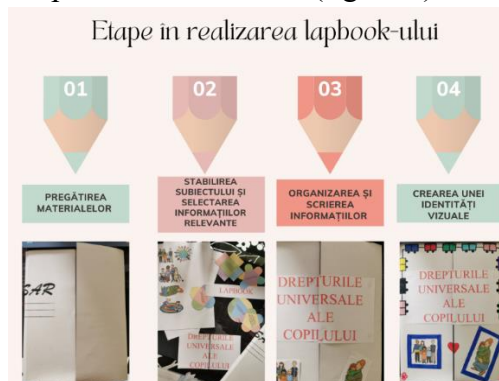 Etape în realizarea lapbook-ului
01
02
03
04
PREGĂTIREA
MATERIALELOR
STABILIREA
SUBIECTULUI ȘI
SELECTAREA
INFORMAȚIILOR
RELEVANTE
ORGANIZAREA ȘI
SCRIEREA
INFORMAȚIILOR
CREAREA UNEI
IDENTITĂȚI
VIZUALE
SAR
LAPBOOK
DREPTURILE
UNIVERSALE
ALE
COPILULUI
DREPTURILE
UNIVERSALE
ALE
COPILULUI
DREPTURILE
UNIVERSALE
ALE
COPILULUI